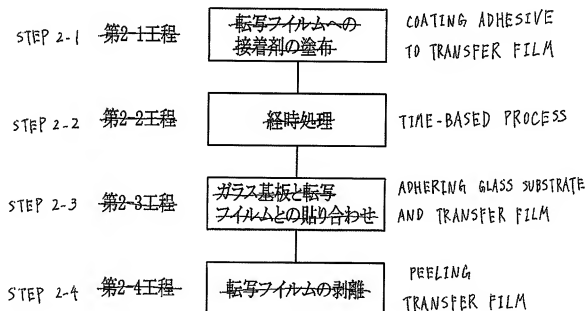 STEP 2-1 第2-1工程 転写フイルムへの COATING ADHESIVE
接着剤の塗布 TO TRANSFER FILM
STEP 2-2 第2-2工程 経時処理 TIME-BASED PROCESS
STEP 2-3 第2-3工程 ガラス基板と転写 ADHERING GLASS SUBSTRATE
フイルムとの貼り合わせ AND TRANSFER FILM
STEP 2-4 第2-4工程 転写フイルムの剥離 PEELING
TRANSFER FILM